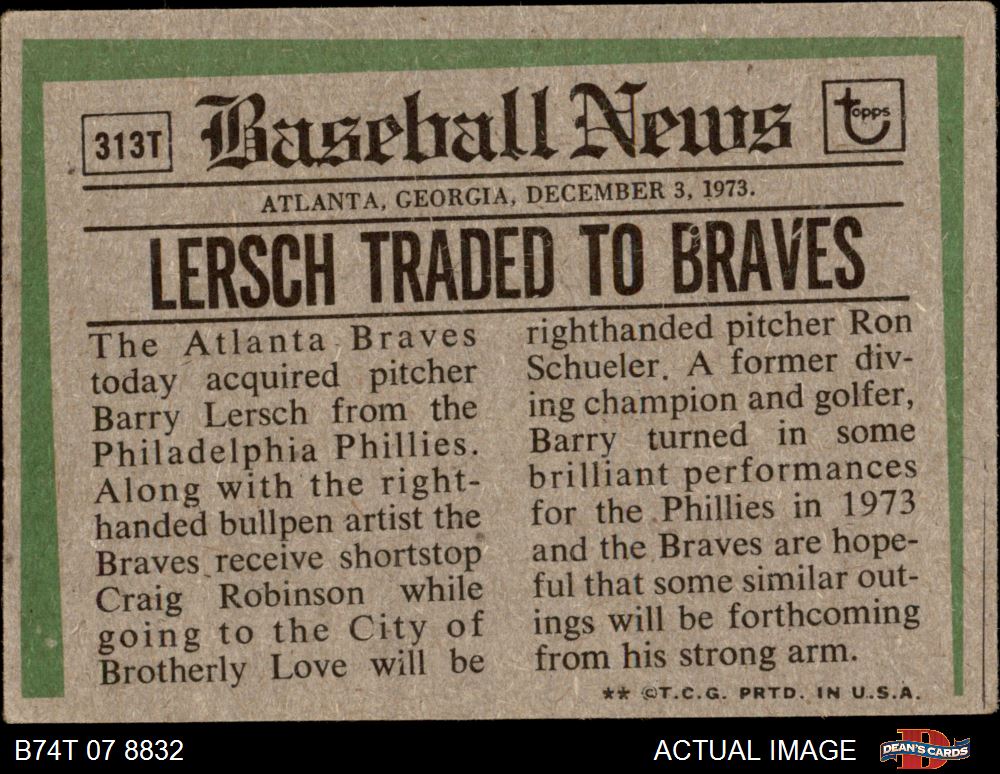 313T
Baseball News
topps
ATLANTA, GEORGIA, DECEMBER 3, 1973.
LERSCH TRADED TO BRAVES
The Atlanta Braves
today acquired pitcher
Barry Lersch from the
Philadelphia Phillies.
Along with the right-
handed bullpen artist the
Braves receive shortstop
Craig Robinson while
going to the City of
Brotherly Love will be
righthanded pitcher Ron
Schueler. A former div-
ing champion and golfer,
Barry turned in some
brilliant performances
for the Phillies in 1973
and the Braves are hope-
ful that some similar out-
ings will be forthcoming
from his strong arm.
** ©T.C.G. PRTD. IN U.S.A.
B74T 07 8832
ACTUAL IMAGE
DEAN'S CARDS